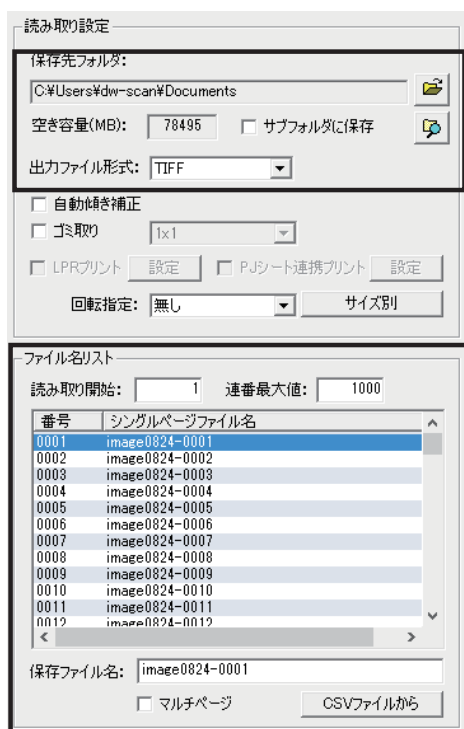 読み取り設定
保存先フォルダ:
C:¥Users¥dw-scan¥Documents
空き容量(MB): 78495 サブフォルダに保存
出力ファイル形式: TIFF
自動傾き補正
ゴミ取り 1x1
LPRプリント 設定 PJシート連携プリント 設定
回転指定: 無し サイズ別
ファイル名リスト
読み取り開始: 1 連番最大値: 1000
番号 シングルページファイル名
0001 image0824-0001
0002 image0824-0002
0003 image0824-0003
0004 image0824-0004
0005 image0824-0005
0006 image0824-0006
0007 image0824-0007
0008 image0824-0008
0009 image0824-0009
0010 image0824-0010
0011 image0824-0011
0012 image0824-0012
保存ファイル名: image0824-0001
マルチページ CSVファイルから